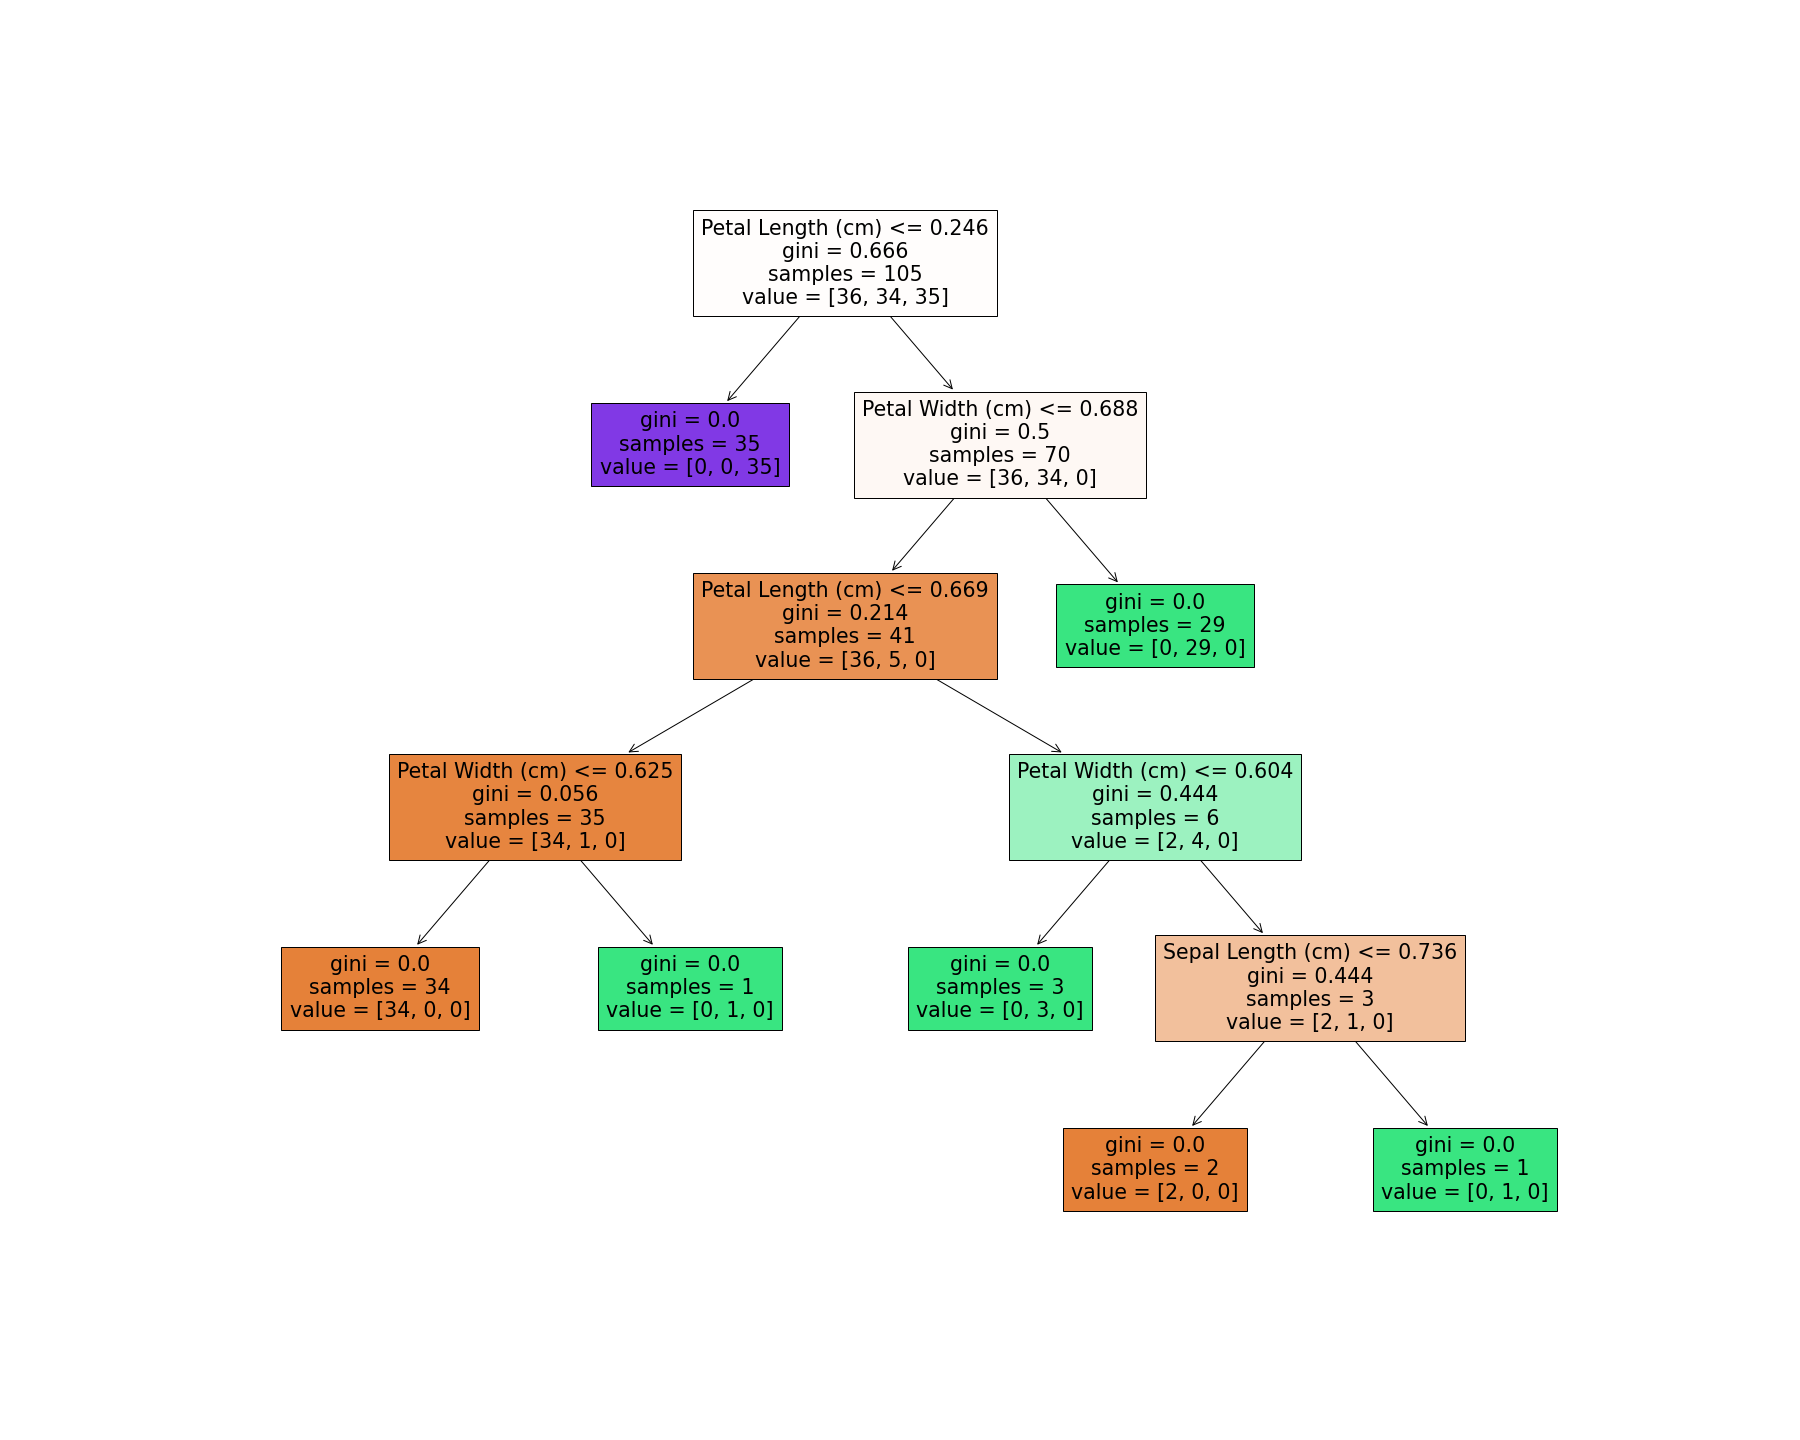 Petal Length (cm) <= 0.246
gini = 0.666
samples = 105
value = [36, 34, 35]
gini = 0.0
samples = 35
value = [0, 0, 35]
Petal Width (cm) <= 0.688
gini = 0.5
samples = 70
value = [36, 34, 0]
Petal Length (cm) <= 0.669
gini = 0.214
samples = 41
value = [36, 5, 0]
gini = 0.0
samples = 29
value = [0, 29, 0]
Petal Width (cm) <= 0.625
gini = 0.056
samples = 35
value = [34, 1, 0]
Petal Width (cm) <= 0.604
gini = 0.444
samples = 6
value = [2, 4, 0]
gini = 0.0
samples = 34
value = [34, 0, 0]
gini = 0.0
samples = 1
value = [0, 1, 0]
gini = 0.0
samples = 3
value = [0, 3, 0]
Sepal Length (cm) <= 0.736
gini = 0.444
samples = 3
value = [2, 1, 0]
gini = 0.0
samples = 2
value = [2, 0, 0]
gini = 0.0
samples = 1
value = [0, 1, 0]